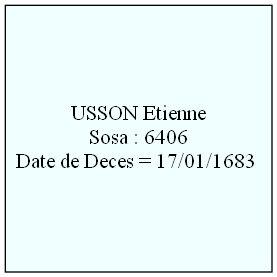 USSON Etienne
Sosa : 6406
Date de Deces = 17/01/1683